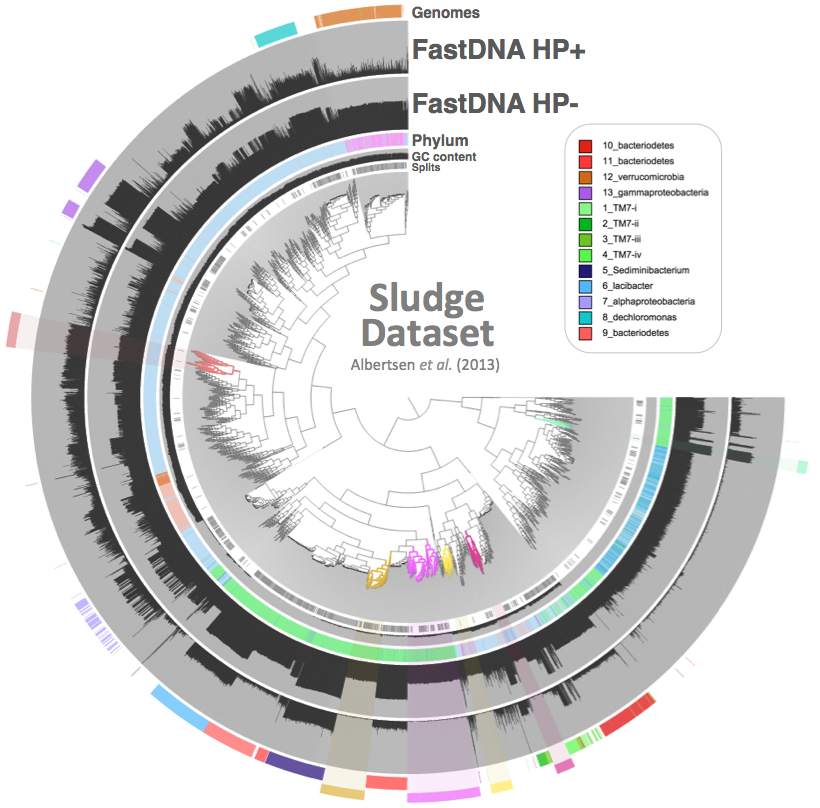 Genomes
FastDNA HP+
FastDNA HP-
Phylum
GC content
Splits
10_bacteriodetes
11_bacteriodetes
12_verrucomicrobia
13_gammaproteobacteria
1_TM7-i
2_TM7-ii
3_TM7-iii
4_TM7-iv
5_Sediminibacterium
6_lacibacter
7_alphaproteobacteria
8_dechloromonas
9_bacteriodetes
Sludge
Dataset
Albertsen et al. (2013)